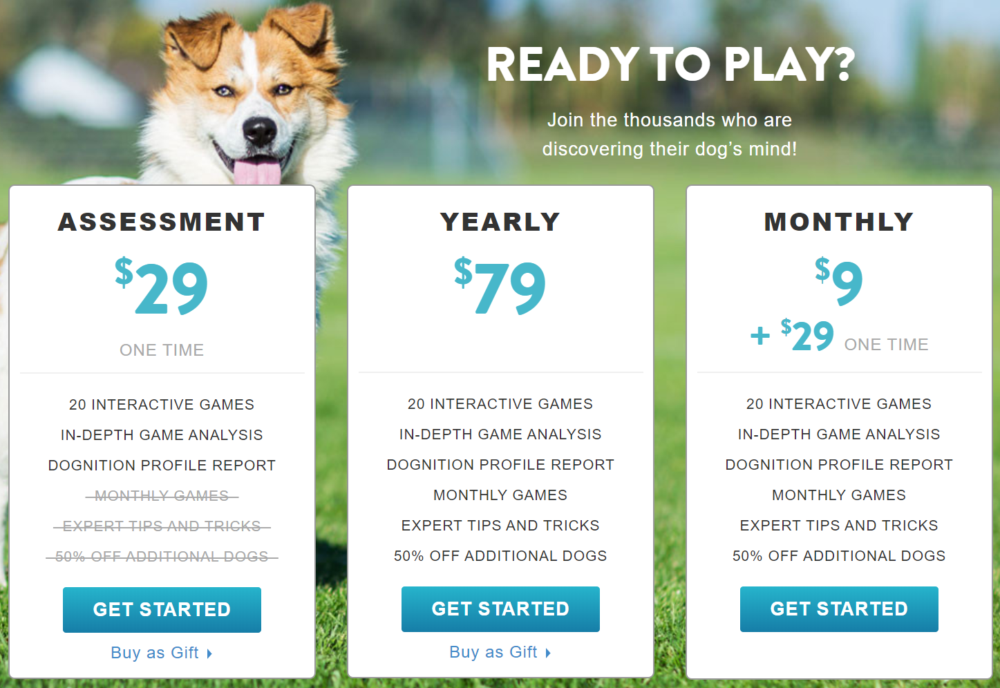 READY TO PLAY?
Join the thousands who are
discovering their dog’s mind!
ASSESSMENT
$29
ONE TIME
20 INTERACTIVE GAMES
IN-DEPTH GAME ANALYSIS
DOGNITION PROFILE REPORT
MONTHLY GAMES
EXPERT TIPS AND TRICKS
50% OFF ADDITIONAL DOGS
GET STARTED
Buy as Gift
YEARLY
$79
20 INTERACTIVE GAMES
IN-DEPTH GAME ANALYSIS
DOGNITION PROFILE REPORT
MONTHLY GAMES
EXPERT TIPS AND TRICKS
50% OFF ADDITIONAL DOGS
GET STARTED
Buy as Gift
MONTHLY
$9
+ $29 ONE TIME
20 INTERACTIVE GAMES
IN-DEPTH GAME ANALYSIS
DOGNITION PROFILE REPORT
MONTHLY GAMES
EXPERT TIPS AND TRICKS
50% OFF ADDITIONAL DOGS
GET STARTED